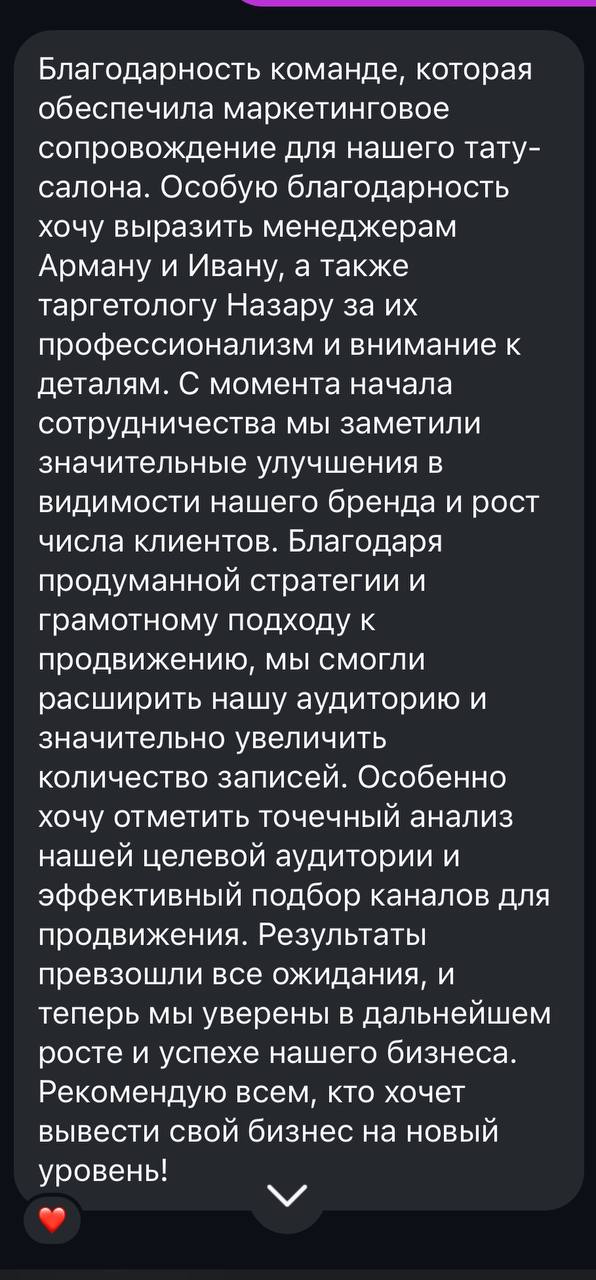 Благодарность команде, которая
обеспечила маркетинговое
сопровождение для нашего тату-
салона. Особую благодарность
хочу выразить менеджерам
Арману и Ивану, а также
таргетологу Назару за их
профессионализм и внимание к
деталям. С момента начала
сотрудничества мы заметили
значительные улучшения в
видимости нашего бренда и рост
числа клиентов. Благодаря
продуманной стратегии и
грамотному подходу к
продвижению, мы смогли
расширить нашу аудиторию и
значительно увеличить
количество записей. Особенно
хочу отметить точечный анализ
нашей целевой аудитории и
эффективный подбор каналов для
продвижения. Результаты
превзошли все ожидания, и
теперь мы уверены в дальнейшем
росте и успехе нашего бизнеса.
Рекомендую всем, кто хочет
вывести свой бизнес на новый
уровень!